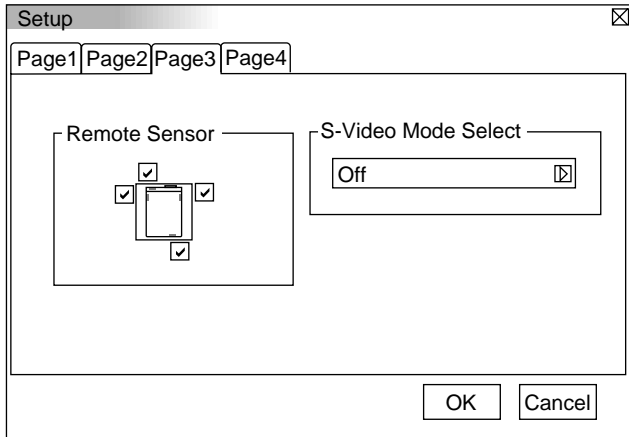 Setup
Page1 Page2 Page3 Page4
Remote Sensor
S-Video Mode Select
Off
OK Cancel